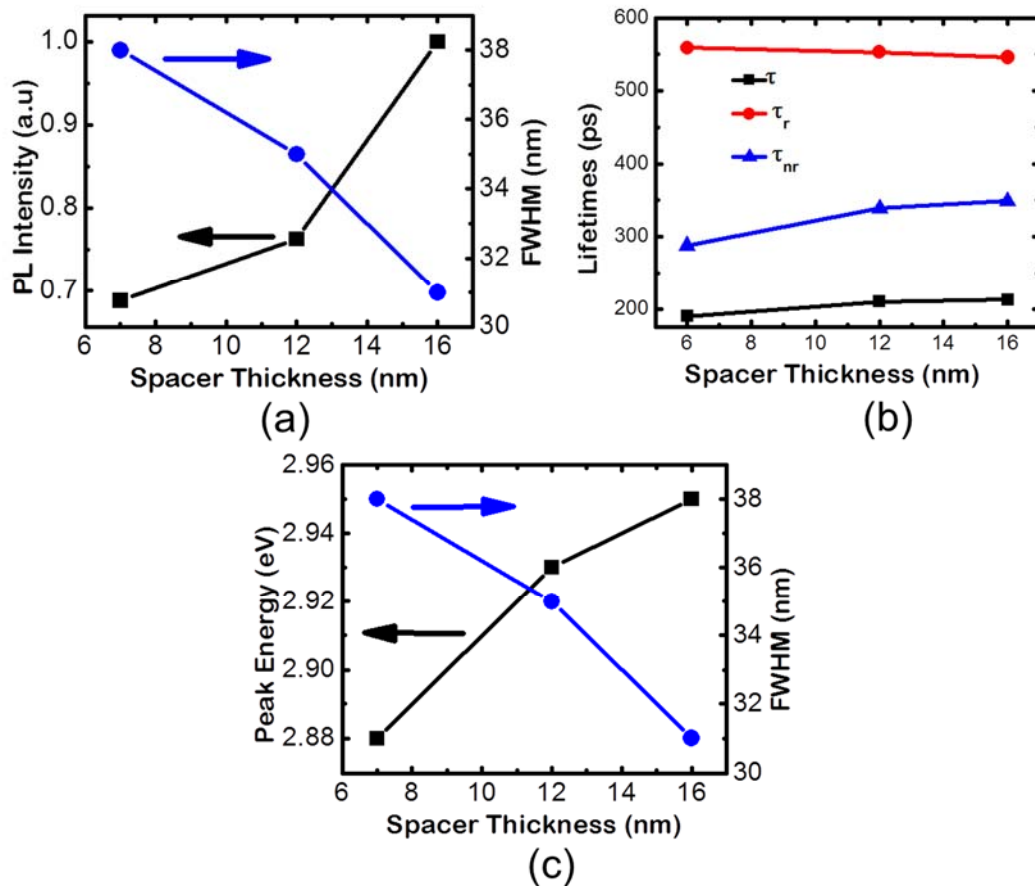 1.0
0.9
0.8
0.7
PL Intensity (a.u)
38
36
34
32
30
FWHM (nm)
6 8 10 12 14 16
Spacer Thickness (nm)
(a)
600
550
350
300
200
Lifetimes (ps)
τ
τr
τnr
6 8 10 12 14 16
Spacer Thickness (nm)
(b)
2.96
2.94
2.92
2.90
2.88
Peak Energy (eV)
38
36
34
31
30
FWHM (nm)
6 8 10 12 14 16
Spacer Thickness (nm)
(c)